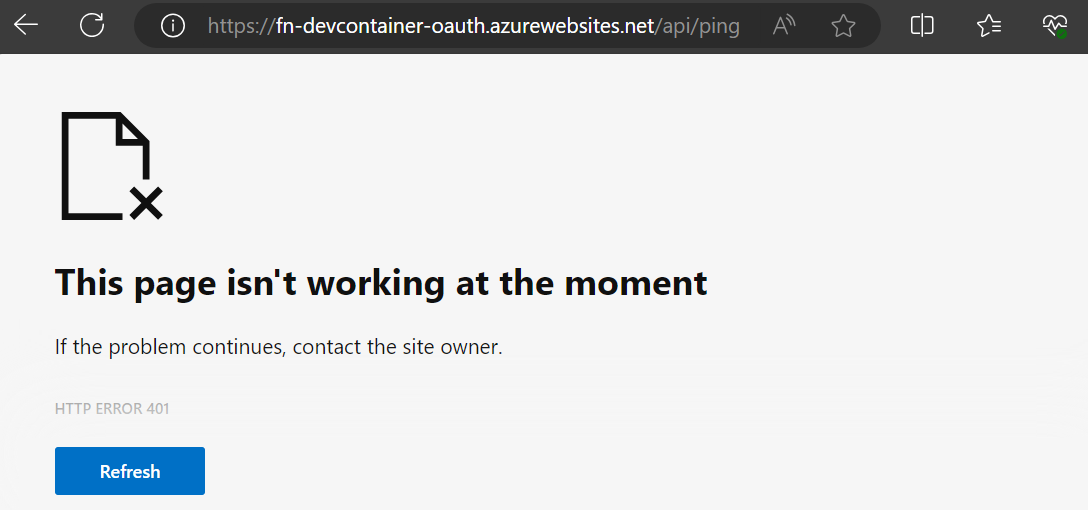 https://fn-devcontainer-oauth.azurewebsites.net/api/ping
This page isn't working at the moment
If the problem continues, contact the site owner.
HTTP ERROR 401
Refresh